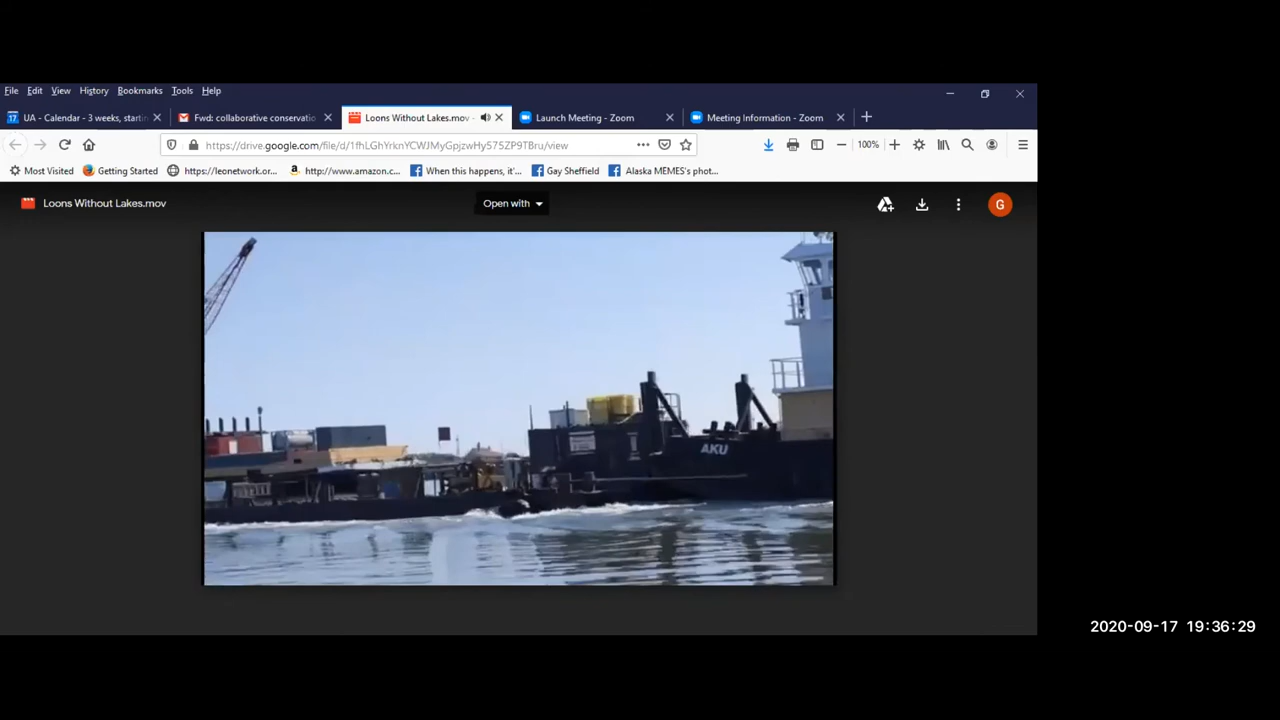 File Edit View History Bookmarks Tools Help
UA - Calendar - 3 weeks, startin
Fwd: collaborative conservatio
Loons Without Lakes.mov -
Launch Meeting - Zoom
Meeting Information - Zoom
https://drive.google.com/file/d/1fhLGhYrknYCWJMyGpjzwHyS75ZP9TBru/view
100%
Most Visited Getting Started https://leonetwork.or... http://www.amazon.c... When this happens, it'... Gay Sheffield Alaska MEMES's phot...
Loons Without Lakes.mov
Open with
G
AKU
2020-09-17 19:36:29